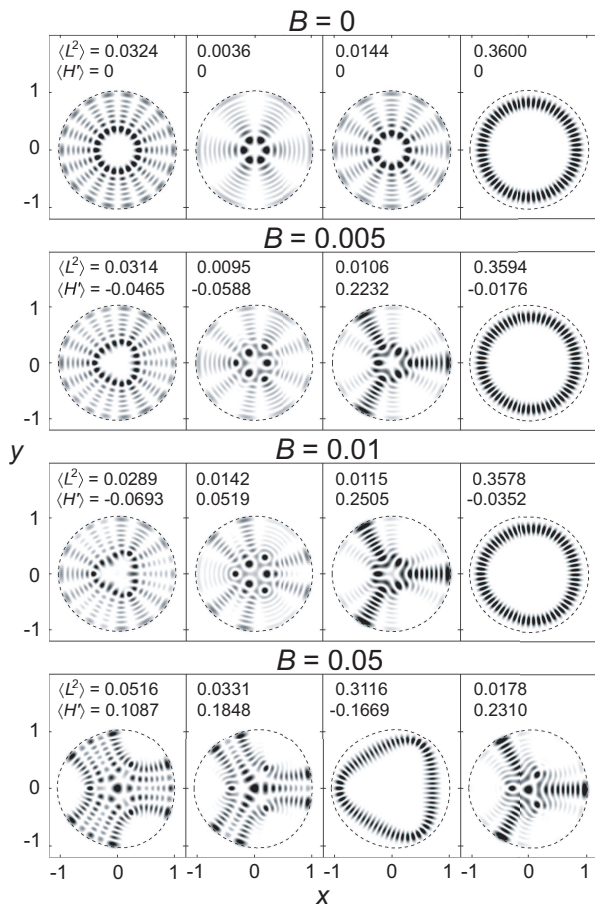 B = 0
⟨L²⟩ = 0.0324 0.0036 0.0144 0.3600
⟨H'⟩ = 0 0 0 0
1
0
-1
B = 0.005
⟨L²⟩ = 0.0314 0.0095 0.0106 0.3594
⟨H'⟩ = -0.0465 -0.0588 0.2232 -0.0176
1
0
-1
y
B = 0.01
⟨L²⟩ = 0.0289 0.0142 0.0115 0.3578
⟨H'⟩ = -0.0693 0.0519 0.2505 -0.0352
1
0
-1
B = 0.05
⟨L²⟩ = 0.0516 0.0331 0.3116 0.0178
⟨H'⟩ = 0.1087 0.1848 -0.1669 0.2310
1
0
-1
-1 0 1 -1 0 1 -1 0 1 -1 0 1
x